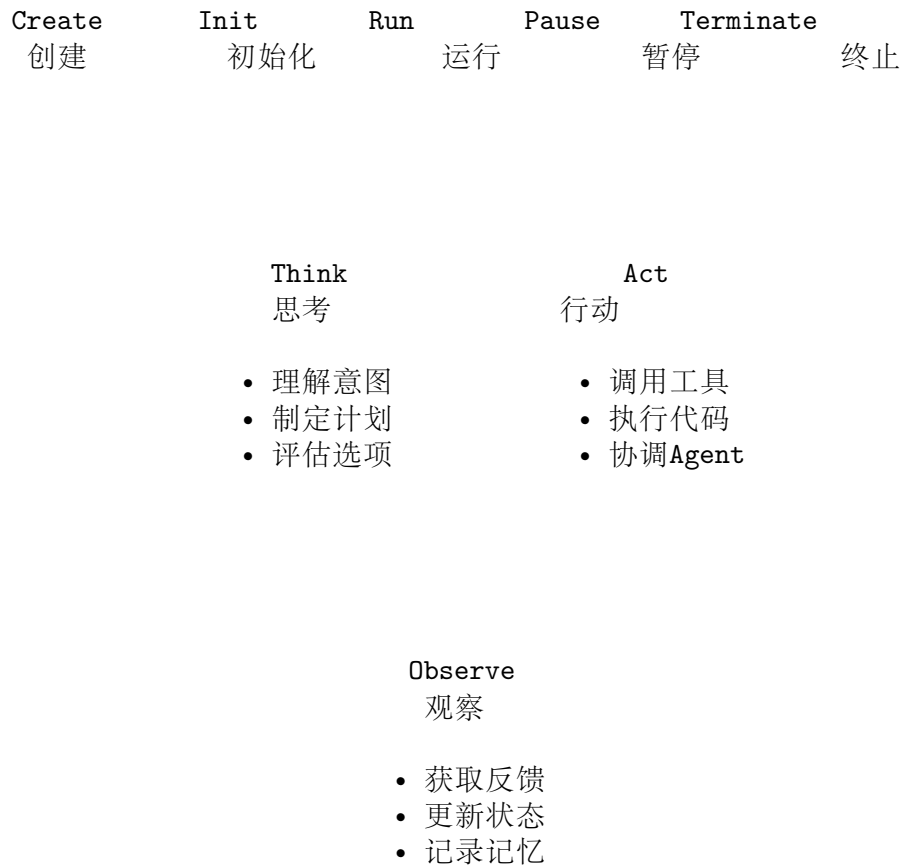 Create Init Run Pause Terminate
创建 初始化 运行 暂停 终止
Think Act
思考 行动
• 理解意图 • 调用工具
• 制定计划 • 执行代码
• 评估选项 • 协调Agent
Observe
观察
• 获取反馈
• 更新状态
• 记录记忆